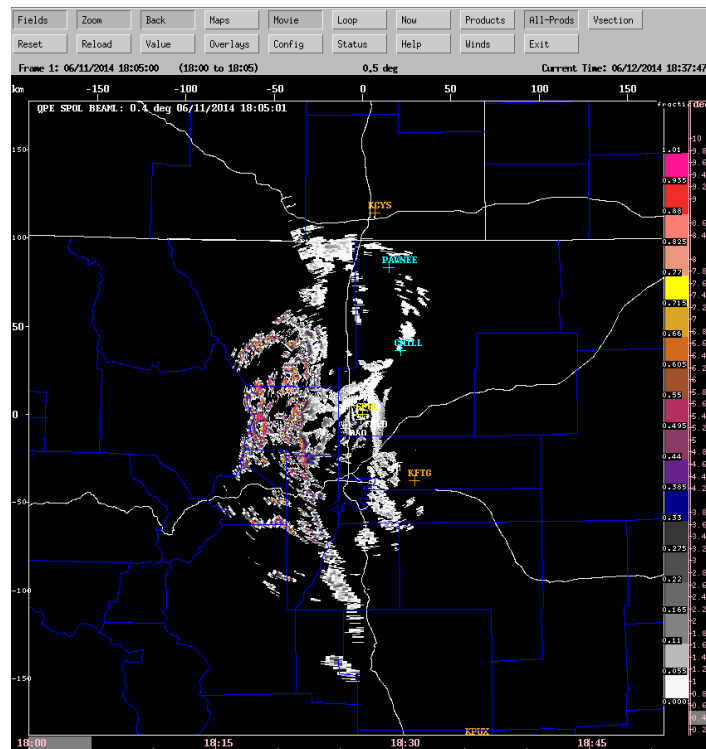 Fields Zoom Back Maps Movie Loop Now Products All-Prods Vsection
Reset Reload Value Overlays Config Status Help Winds Exit
Frame 1: 06/11/2014 18:05:00 (18:00 to 18:05) 0,5 deg Current Time: 06/12/2014 18:37:47
km -150 -100 -50 0 50 100 150
QPE SPOL BEAML: 0.4 deg 06/11/2014 18:05:01
150
100
50
0
-50
-100
-150
KCYS
PAWNEE
CHILL
KFTG
KPUX
1.01
0.935
0.88
0.825
0.77
0.715
0.66
0.605
0.55
0.495
0.44
0.385
0.33
0.275
0.22
0.165
0.11
0.055
0.000
18:00 18:15 18:30 18:45